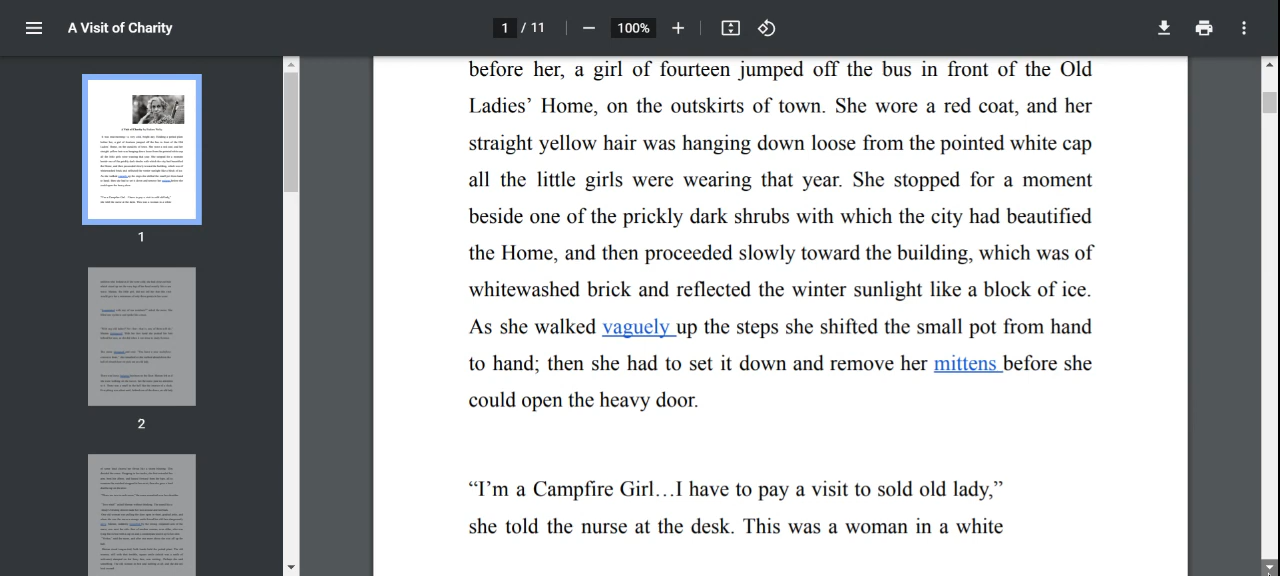 A Visit of Charity
1 / 11
100%
before her, a girl of fourteen jumped off the bus in front of the Old
Ladies’ Home, on the outskirts of town. She wore a red coat, and her
straight yellow hair was hanging down loose from the pointed white cap
all the little girls were wearing that year. She stopped for a moment
beside one of the prickly dark shrubs with which the city had beautified
the Home, and then proceeded slowly toward the building, which was of
whitewashed brick and reflected the winter sunlight like a block of ice.
As she walked vaguely up the steps she shifted the small pot from hand
to hand; then she had to set it down and remove her mittens before she
could open the heavy door.
“I’m a Campfire Girl…I have to pay a visit to sold old lady,”
she told the nurse at the desk. This was a woman in a white
1
2